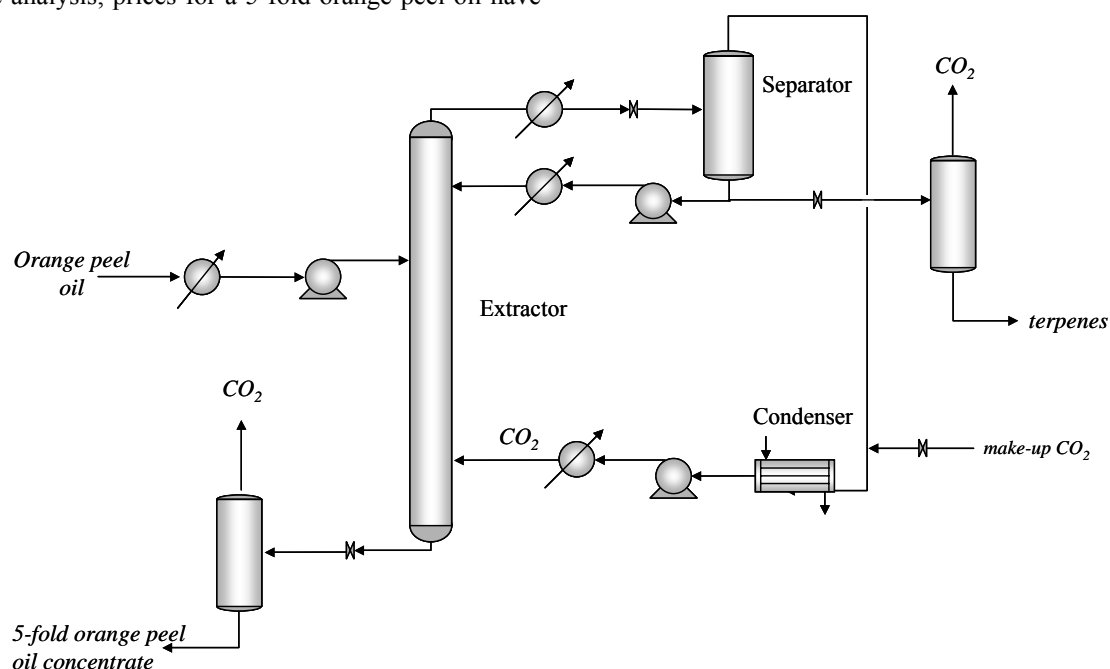 analysis, prices for a 5-fold orange peel oil have
Separator
CO2
Orange peel
oil
Extractor
terpenes
CO2
Condenser
CO2
make-up CO2
5-fold orange peel
oil concentrate